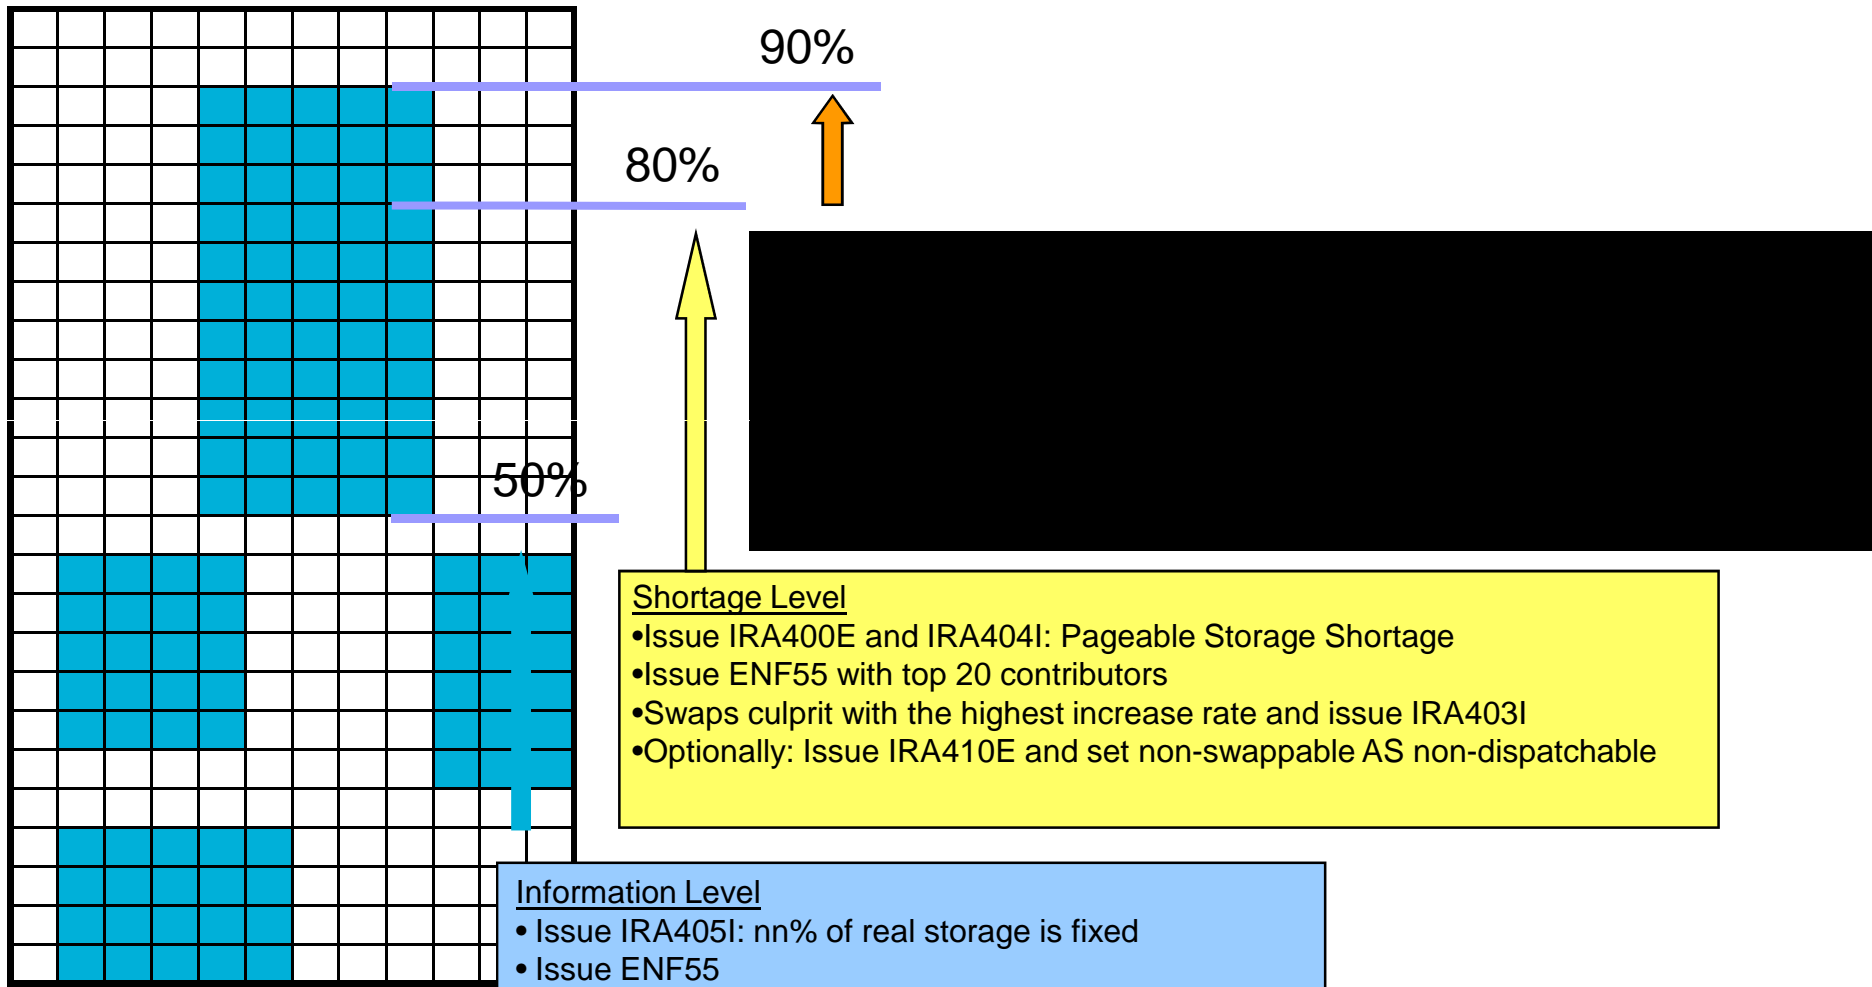 90%
80%
50%
Shortage Level
•Issue IRA400E and IRA404I: Pageable Storage Shortage
•Issue ENF55 with top 20 contributors
•Swaps culprit with the highest increase rate and issue IRA403I
•Optionally: Issue IRA410E and set non-swappable AS non-dispatchable
Information Level
• Issue IRA405I: nn% of real storage is fixed
• Issue ENF55